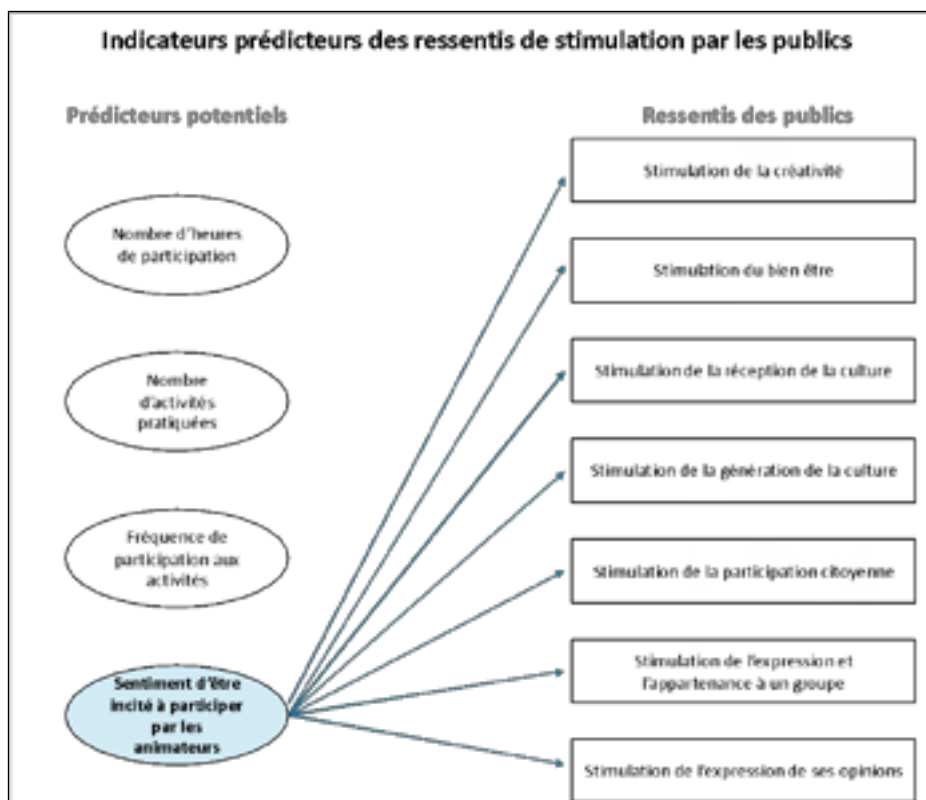 Indicateurs prédicteurs des ressentis de stimulation par les publics
Prédicteurs potentiels
Nombre d'heures
de participation
Nombre
d'activités
pratiquées
Fréquence de
participation aux
activités
Sentiment d'être
incité à participer
par les
animateurs
Ressentis des publics
Stimulation de la créativité
Stimulation du bien être
Stimulation de la réception de la culture
Stimulation de la génération de la culture
Stimulation de la participation citoyenne
Stimulation de l'expression et
l'appartenance à un groupe
Stimulation de l'expression de ses opinions